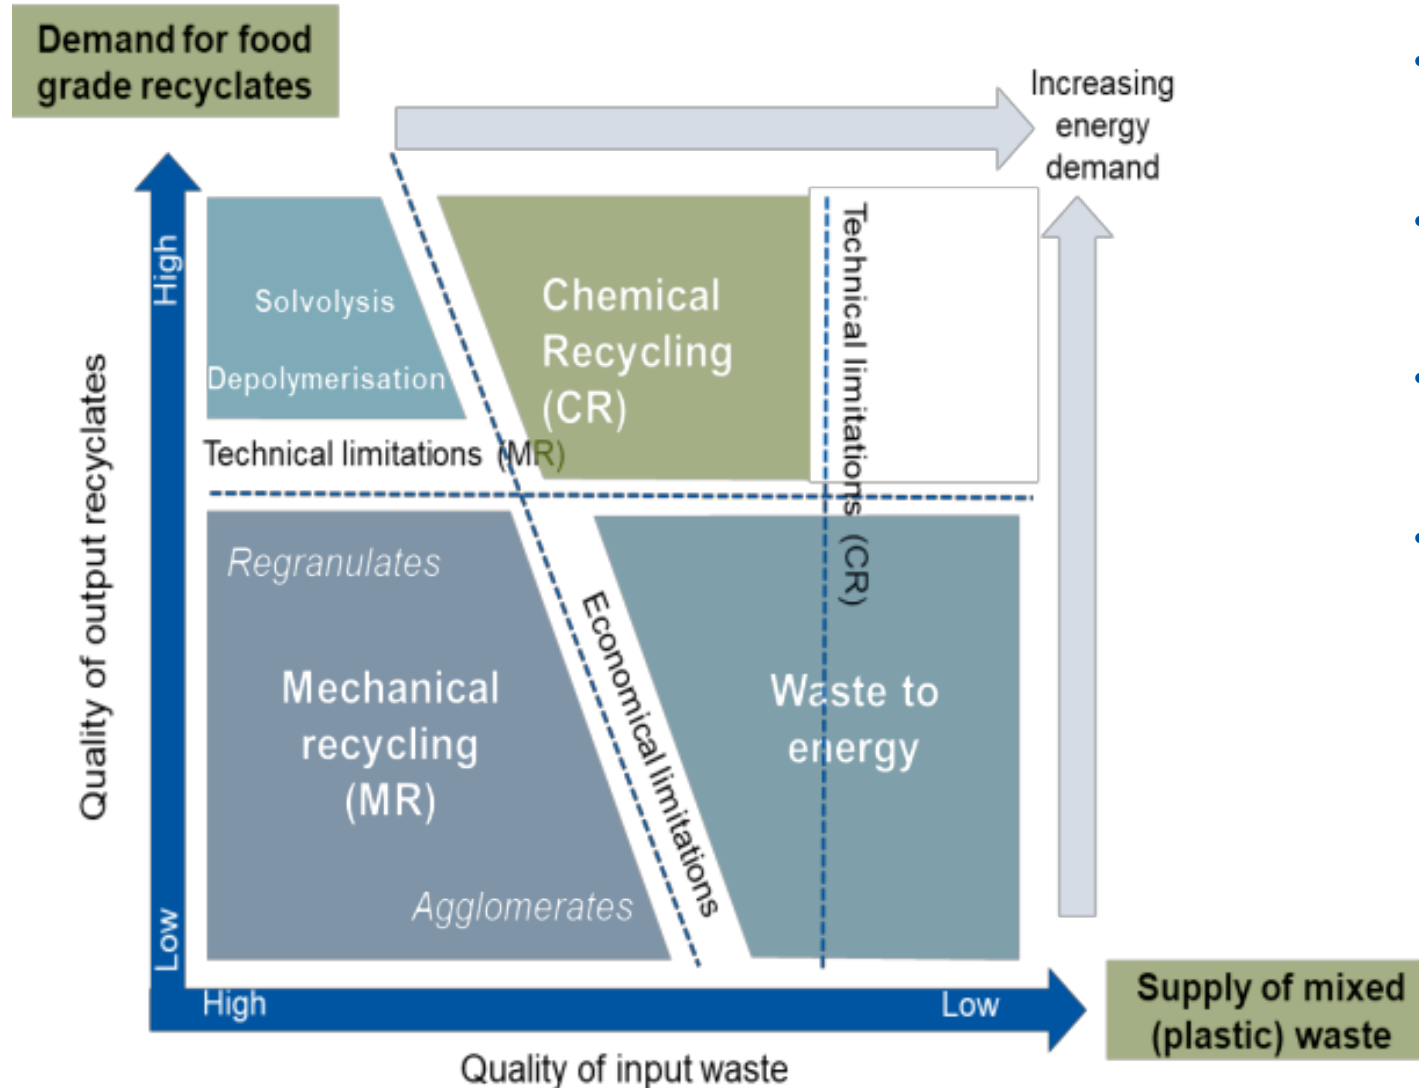 Demand for food
grade recyclates
Increasing
energy
demand
High
Solvolysis
Depolymerisation
Chemical
Recycling
(CR)
Technical limitations (CR)
Technical limitations (MR)
Quality of output recyclates
Regranulates
Mechanical
recycling
(MR)
Agglomerates
Economical limitations
Waste to
energy
Low
High
Low
Quality of input waste
Supply of mixed
(plastic) waste